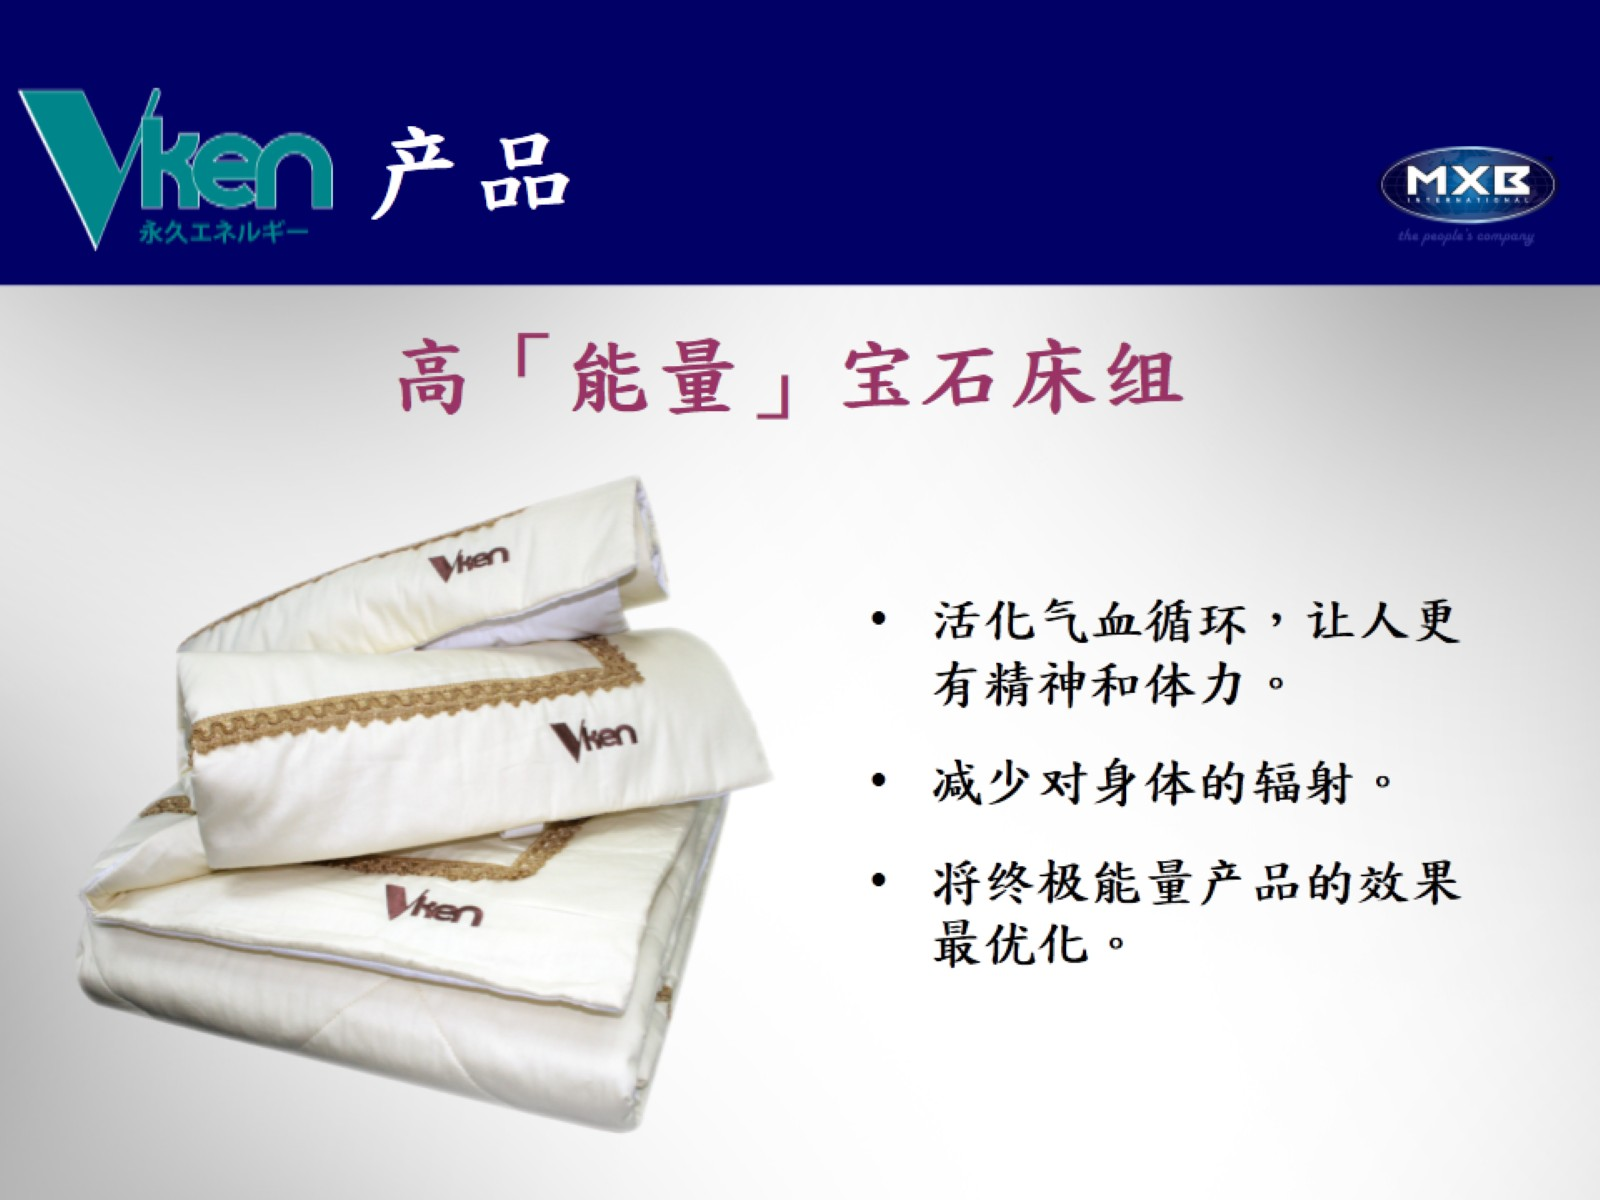 Vken 产品
永久エネルギー
MXB
INTERNATIONAL
the people's company
高「能量」宝石床组
Vken
Vken
Vken
• 活化气血循环，让人更
有精神和体力。
• 减少对身体的辐射。
• 将终极能量产品的效果
最优化。